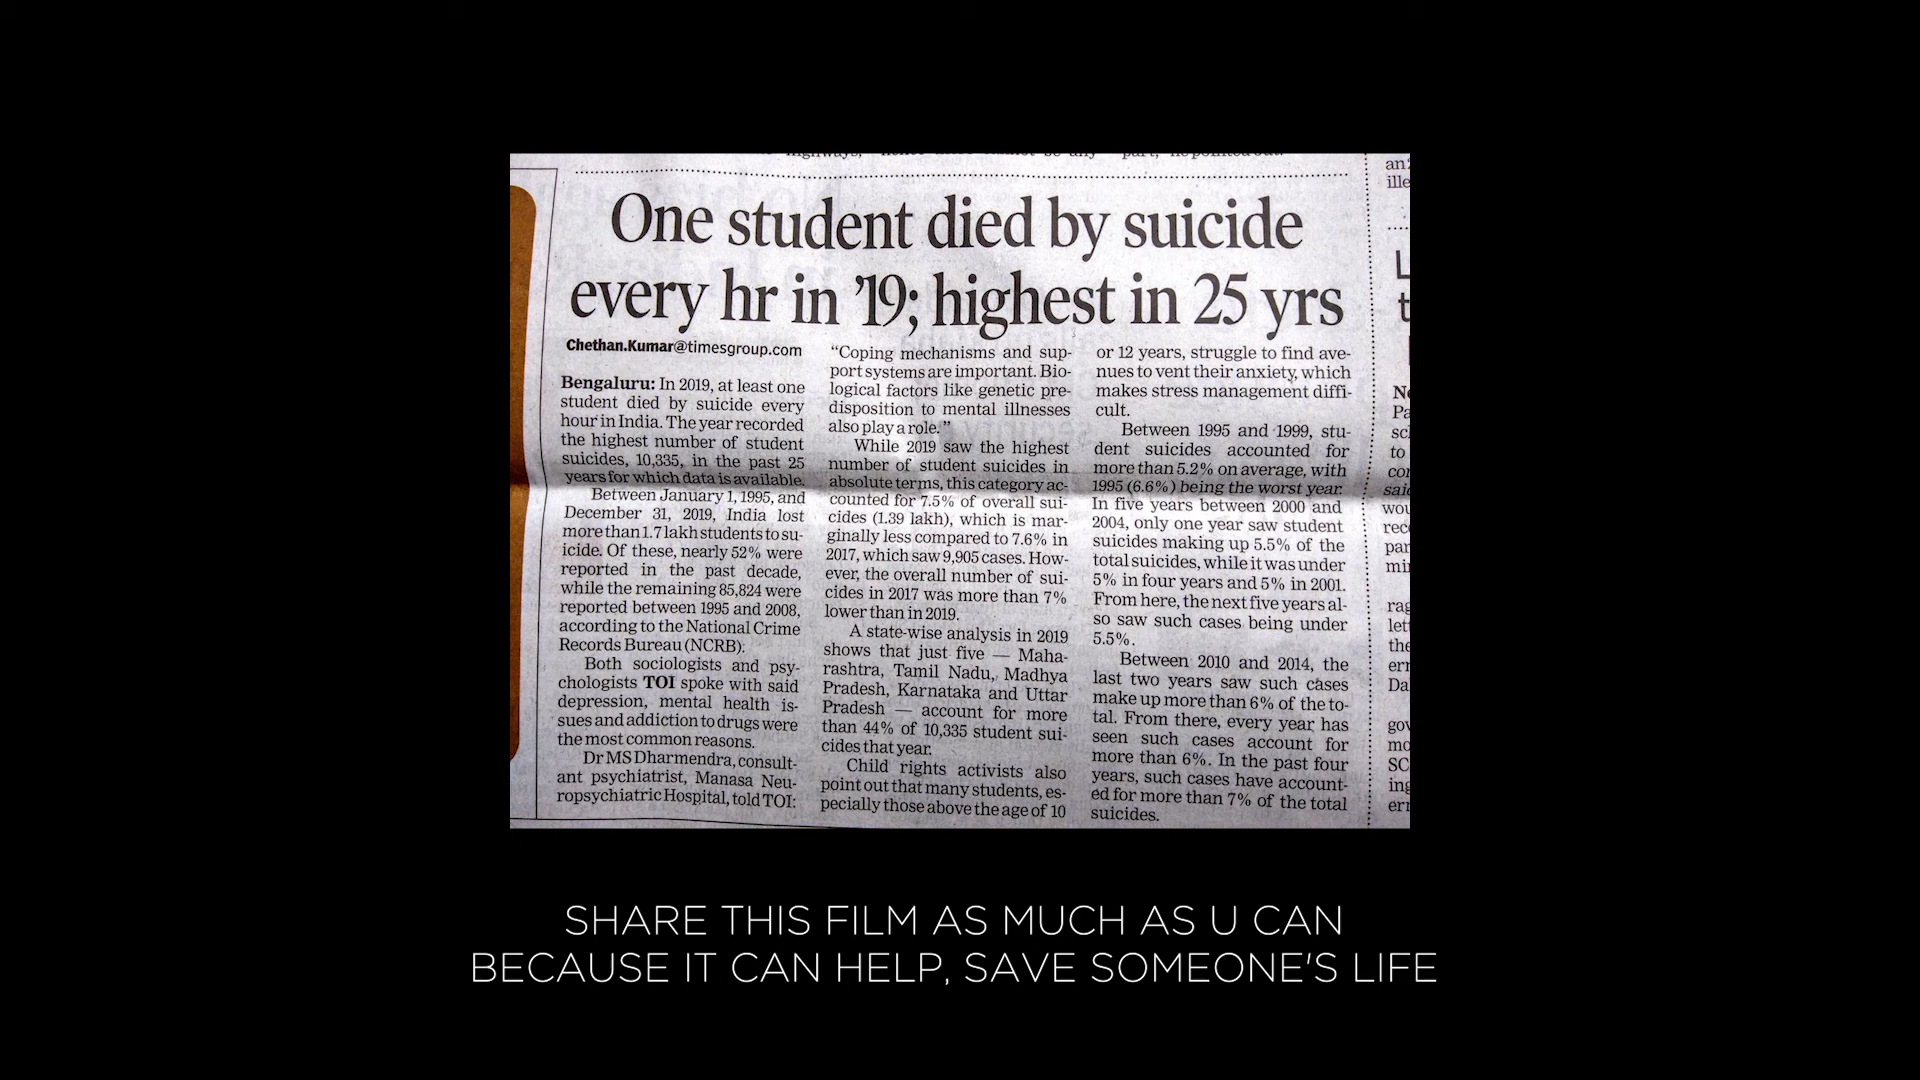 One student died by suicide
every hr in '19; highest in 25 yrs
Chethan.Kumar@timesgroup.com
Bengaluru: In 2019, at least one
student died by suicide every
hour in India. The year recorded
the highest number of student
suicides, 10,335, in the past 25
years for which data is available.
Between January 1, 1995, and
December 31, 2019, India lost
more than 1.7 lakh students to su-
icide. Of these, nearly 52% were
reported in the past decade,
while the remaining 85,824 were
reported between 1995 and 2008,
according to the National Crime
Records Bureau (NCRB).
Both sociologists and psy-
chologists TOI spoke with said
depression, mental health is-
sues and addiction to drugs were
the most common reasons.
Dr MS Dharmendra, consult-
ant psychiatrist, Manasa Neu-
ropsychiatric Hospital, told TOI:
"Coping mechanisms and sup-
port systems are important. Bio-
logical factors like genetic pre-
disposition to mental illnesses
also play a role."
While 2019 saw the highest
number of student suicides in
absolute terms, this category ac-
counted for 7.5% of overall sui-
cides (1.39 lakh), which is mar-
ginally less compared to 7.6% in
2017, which saw 9,905 cases. How-
ever, the overall number of sui-
cides in 2017 was more than 7%
lower than in 2019.
A state-wise analysis in 2019
shows that just five — Maha-
rashtra, Tamil Nadu, Madhya
Pradesh, Karnataka and Uttar
Pradesh — account for more
than 44% of 10,335 student sui-
cides that year.
Child rights activists also
point out that many students, es-
pecially those above the age of 10
or 12 years, struggle to find ave-
nues to vent their anxiety, which
makes stress management diffi-
cult.
Between 1995 and 1999, stu-
dent suicides accounted for
more than 5.2% on average, with
1995 (6.6%) being the worst year.
In five years between 2000 and
2004, only one year saw student
suicides making up 5.5% of the
total suicides, while it was under
5% in four years and 5% in 2001.
From here, the next five years al-
so saw such cases being under
5.5%.
Between 2010 and 2014, the
last two years saw such cases
make up more than 6% of the to-
tal. From there, every year has
seen such cases account for
more than 6%. In the past four
years, such cases have account-
ed for more than 7% of the total
suicides.
SHARE THIS FILM AS MUCH AS U CAN
BECAUSE IT CAN HELP, SAVE SOMEONE'S LIFE